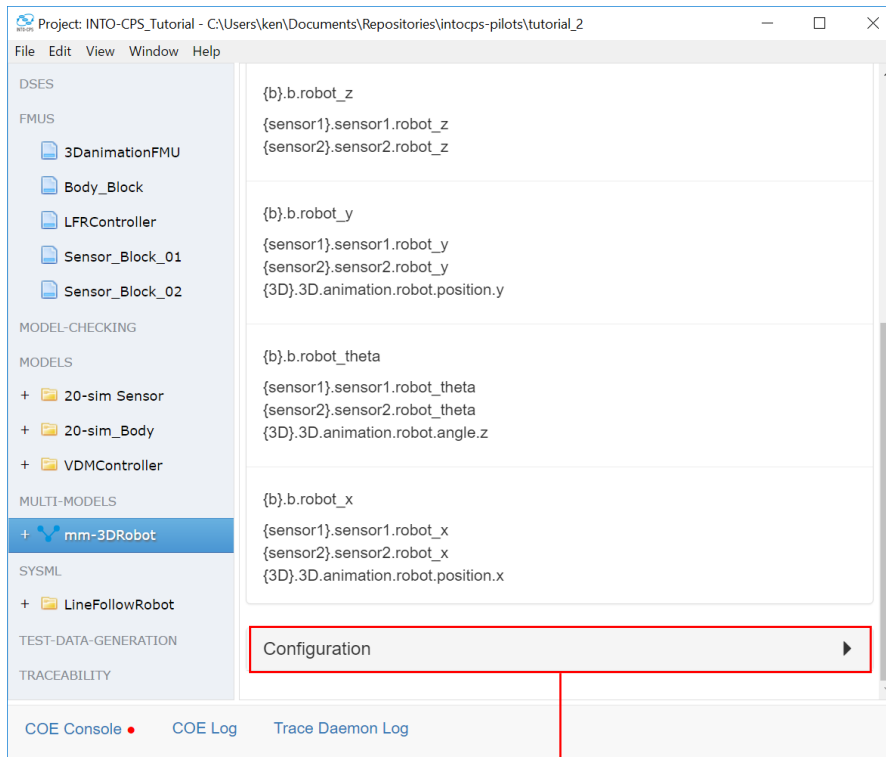 Project: INTO-CPS_Tutorial - C:\Users\ken\Documents\Repositories\intocps-pilots\tutorial_2
File Edit View Window Help
DSES
FMUS
3DanimationFMU
Body_Block
LFRController
Sensor_Block_01
Sensor_Block_02
MODEL-CHECKING
MODELS
+ 20-sim Sensor
+ 20-sim_Body
+ VDMController
MULTI-MODELS
+ mm-3DRobot
SYSML
+ LineFollowRobot
TEST-DATA-GENERATION
TRACEABILITY
{b}.b.robot_z
{sensor1}.sensor1.robot_z
{sensor2}.sensor2.robot_z
{b}.b.robot_y
{sensor1}.sensor1.robot_y
{sensor2}.sensor2.robot_y
{3D}.3D.animation.robot.position.y
{b}.b.robot_theta
{sensor1}.sensor1.robot_theta
{sensor2}.sensor2.robot_theta
{3D}.3D.animation.robot.angle.z
{b}.b.robot_x
{sensor1}.sensor1.robot_x
{sensor2}.sensor2.robot_x
{3D}.3D.animation.robot.position.x
Configuration
COE Console COE Log Trace Daemon Log